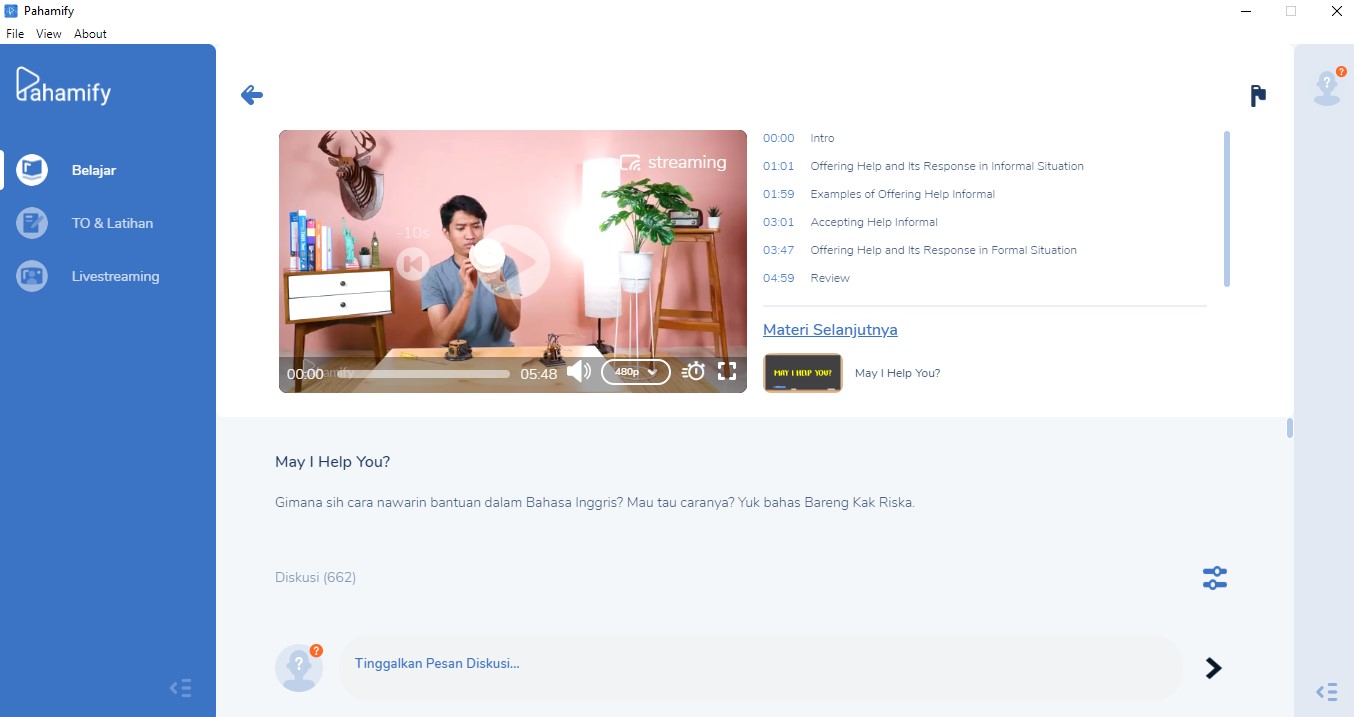 Pahamify
File View About
Pahamify
Belajar
TO & Latihan
Livestreaming
streaming
-10s
00:00
05:48
480p
00:00 Intro
01:01 Offering Help and Its Response in Informal Situation
01:59 Examples of Offering Help Informal
03:01 Accepting Help Informal
03:47 Offering Help and Its Response in Formal Situation
04:59 Review
Materi Selanjutnya
MAY I HELP YOU?
May I Help You?
May I Help You?
Gimana sih cara nawarin bantuan dalam Bahasa Inggris? Mau tau caranya? Yuk bahas Bareng Kak Riska.
Diskusi (662)
Tinggalkan Pesan Diskusi...